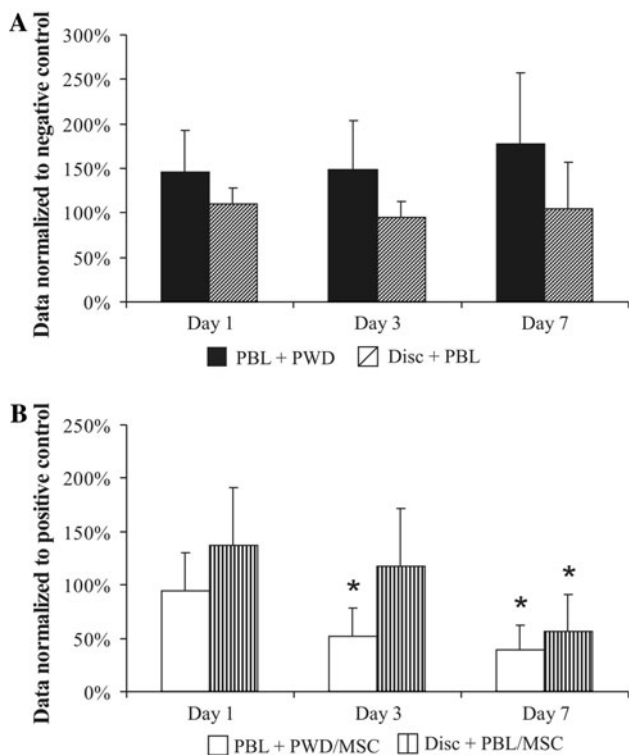 A
Data normalized to negative control
300%
250%
200%
150%
100%
50%
0%
Day 1 Day 3 Day 7
PBL + PWD Disc + PBL
B
Data normalized to positive control
250%
200%
150%
100%
50%
0%
* * *
Day 1 Day 3 Day 7
PBL + PWD/MSC Disc + PBL/MSC